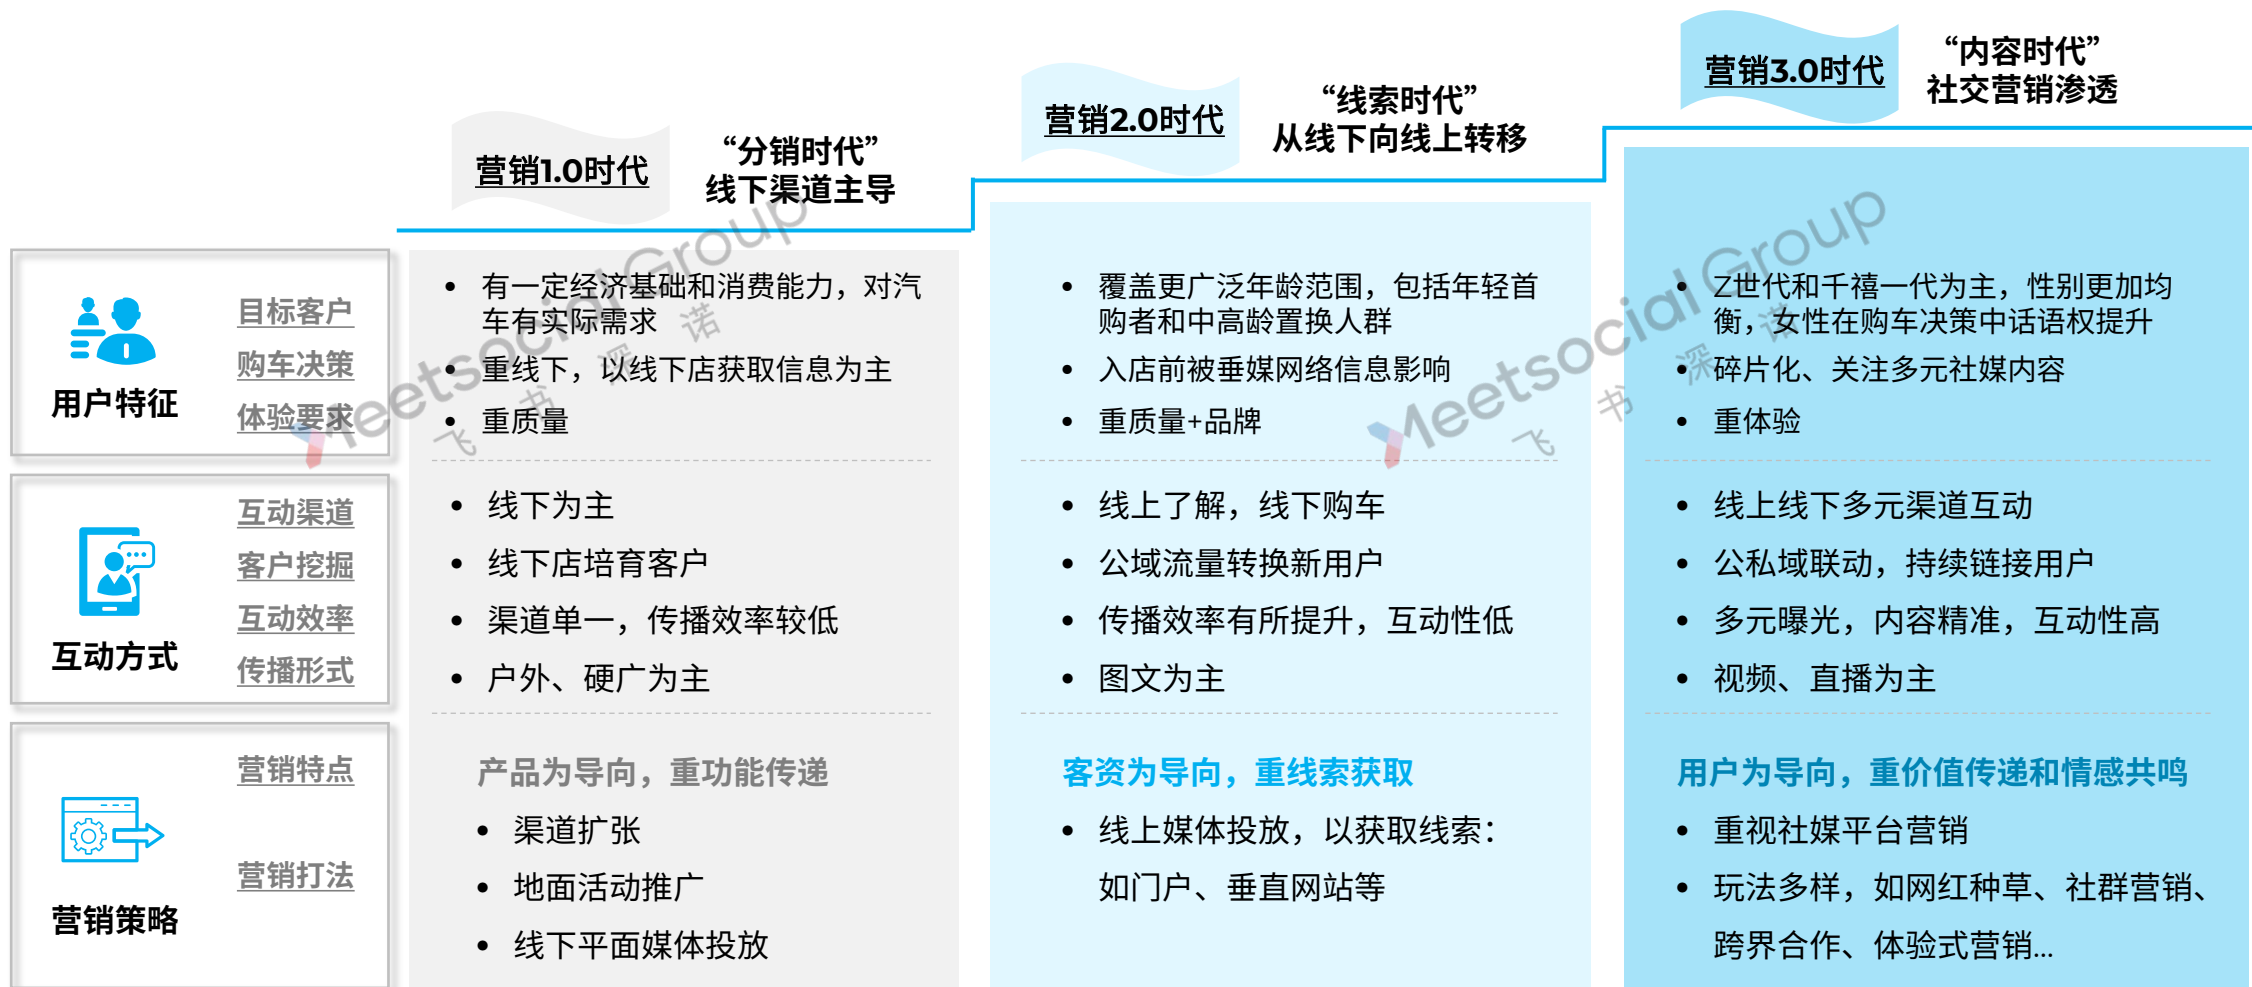 营销1.0时代
“分销时代”
线下渠道主导
营销2.0时代
“线索时代”
从线下向线上转移
营销3.0时代
“内容时代”
社交营销渗透
用户特征
目标客户
购车决策
体验要求
有一定经济基础和消费能力，对汽
车有实际需求
重线下，以线下店获取信息为主
重质量
覆盖更广泛年龄范围，包括年轻首
购者和中高龄置换人群
入店前被垂媒网络信息影响
重质量+品牌
Z世代和千禧一代为主，性别更加均
衡，女性在购车决策中话语权提升
碎片化、关注多元社媒内容
重体验
互动方式
互动渠道
客户挖掘
互动效率
传播形式
线下为主
线下店培育客户
渠道单一，传播效率较低
户外、硬广为主
线上了解，线下购车
公域流量转换新用户
传播效率有所提升，互动性低
图文为主
线上线下多元渠道互动
公私域联动，持续链接用户
多元曝光，内容精准，互动性高
视频、直播为主
营销策略
营销特点
营销打法
产品为导向，重功能传递
渠道扩张
地面活动推广
线下平面媒体投放
客资为导向，重线索获取
线上媒体投放，以获取线索：
如门户、垂直网站等
用户为导向，重价值传递和情感共鸣
重视社媒平台营销
玩法多样，如网红种草、社群营销、
跨界合作、体验式营销...
Meetsocial Group
飞书深诺
Meetsocial Group
飞书深诺